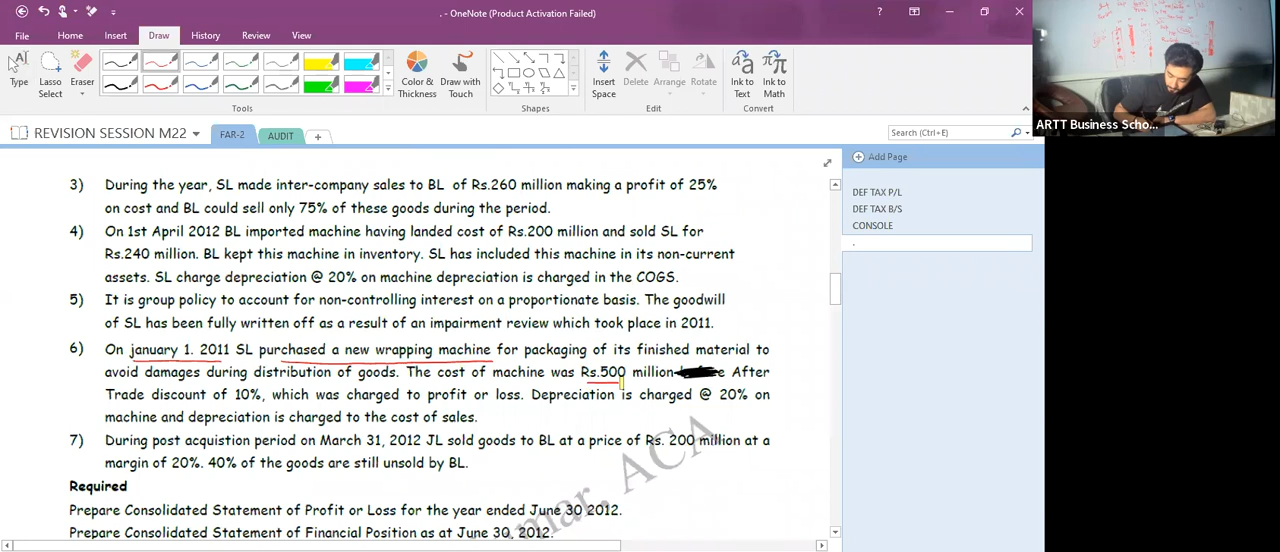 . - OneNote (Product Activation Failed)
File Home Insert Draw History Review View
Type
Lasso Select
Eraser
Color & Thickness
Draw with Touch
Insert Space
Delete
Arrange
Rotate
Ink to Text
Ink to Math
Tools
Shapes
Edit
Convert
ARTT Business Scho...
REVISION SESSION M22
FAR-2
AUDIT
Search (Ctrl+E)
Add Page
DEF TAX P/L
DEF TAX B/S
CONSOLE
.
3) During the year, SL made inter-company sales to BL of Rs.260 million making a profit of 25%
on cost and BL could sell only 75% of these goods during the period.
4) On 1st April 2012 BL imported machine having landed cost of Rs.200 million and sold SL for
Rs.240 million. BL kept this machine in inventory. SL has included this machine in its non-current
assets. SL charge depreciation @ 20% on machine depreciation is charged in the COGS.
5) It is group policy to account for non-controlling interest on a proportionate basis. The goodwill
of SL has been fully written off as a result of an impairment review which took place in 2011.
6) On january 1. 2011 SL purchased a new wrapping machine for packaging of its finished material to
avoid damages during distribution of goods. The cost of machine was Rs.500 million After
Trade discount of 10%, which was charged to profit or loss. Depreciation is charged @ 20% on
machine and depreciation is charged to the cost of sales.
7) During post acquistion period on March 31, 2012 JL sold goods to BL at a price of Rs. 200 million at a
margin of 20%. 40% of the goods are still unsold by BL.
Required
Prepare Consolidated Statement of Profit or Loss for the year ended June 30 2012.
Prepare Consolidated Statement of Financial Position as at June 30, 2012.
mar, ACA